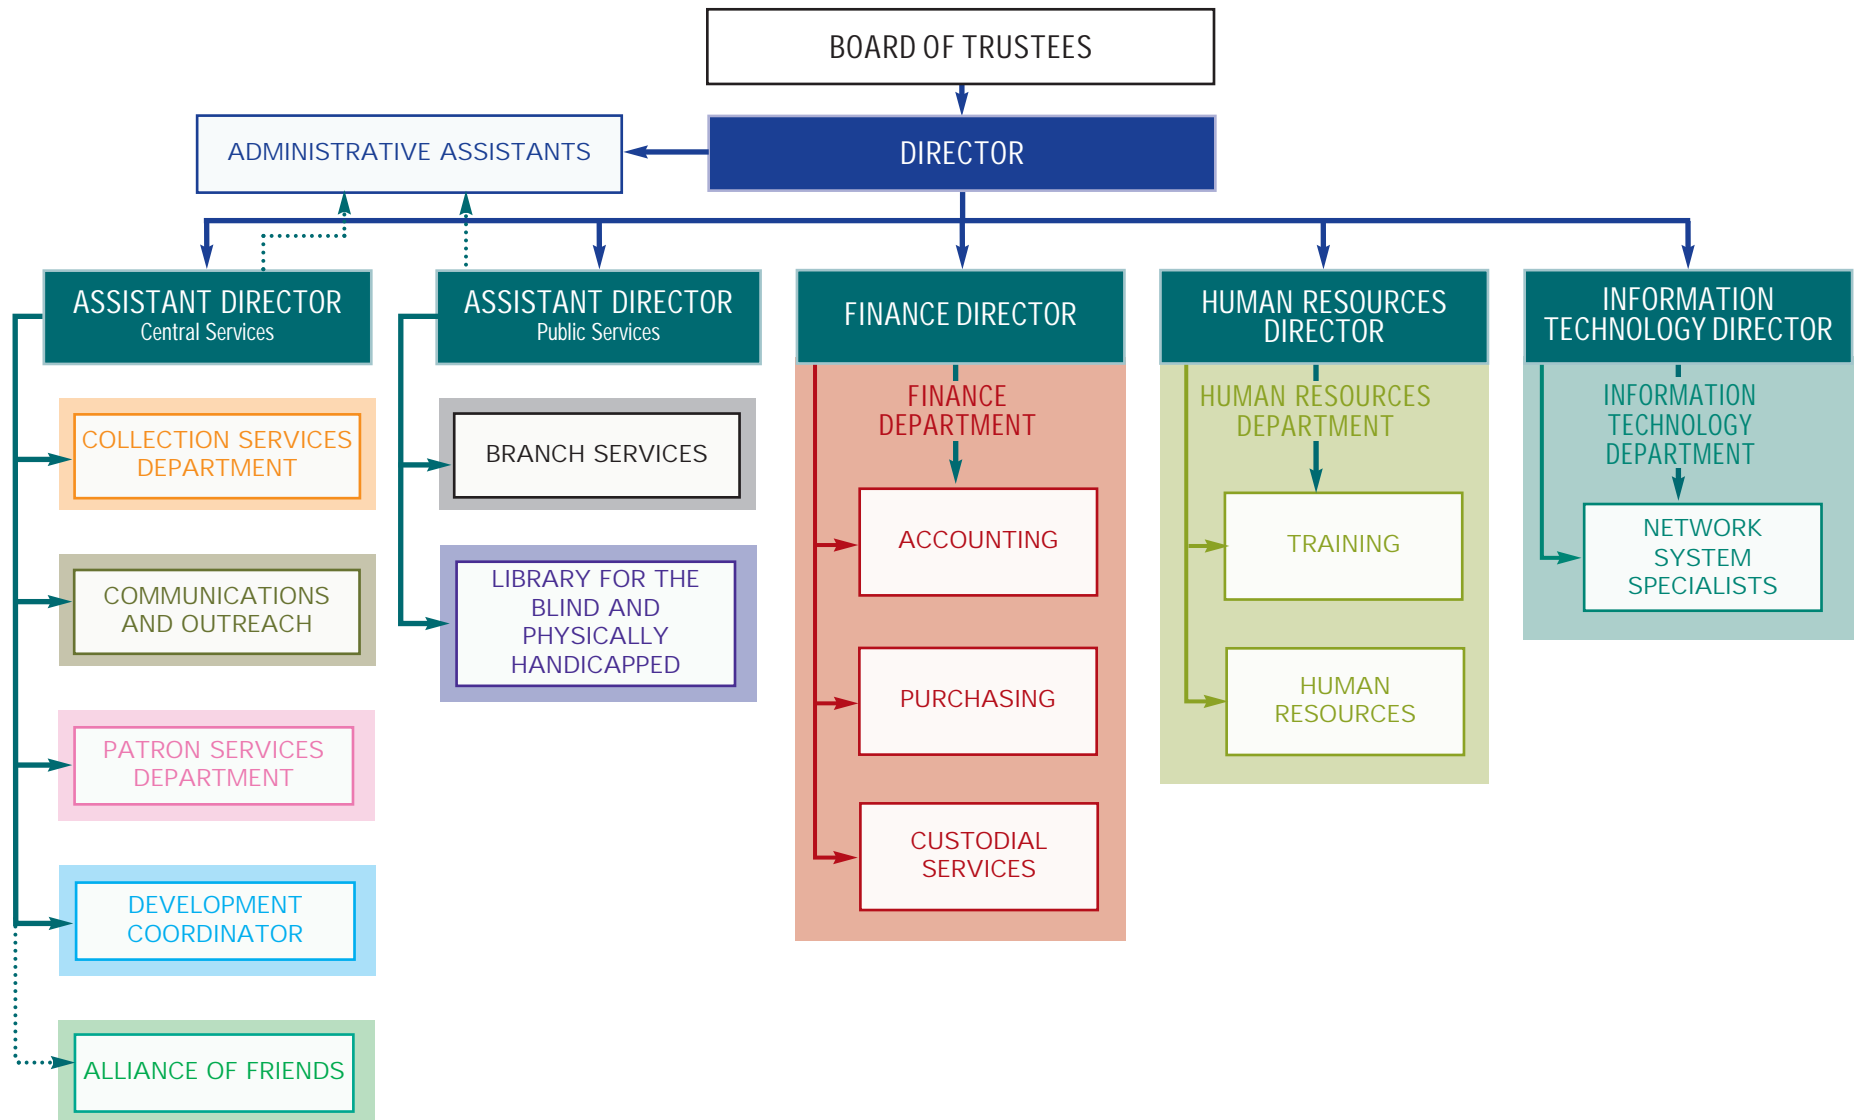 BOARD OF TRUSTEES
ADMINISTRATIVE ASSISTANTS
DIRECTOR
ASSISTANT DIRECTOR
Central Services
ASSISTANT DIRECTOR
Public Services
FINANCE DIRECTOR
HUMAN RESOURCES
DIRECTOR
INFORMATION
TECHNOLOGY DIRECTOR
COLLECTION SERVICES
DEPARTMENT
COMMUNICATIONS
AND OUTREACH
PATRON SERVICES
DEPARTMENT
DEVELOPMENT
COORDINATOR
ALLIANCE OF FRIENDS
BRANCH SERVICES
LIBRARY FOR THE
BLIND AND
PHYSICALLY
HANDICAPPED
FINANCE
DEPARTMENT
ACCOUNTING
PURCHASING
CUSTODIAL
SERVICES
HUMAN RESOURCES
DEPARTMENT
TRAINING
HUMAN
RESOURCES
INFORMATION
TECHNOLOGY
DEPARTMENT
NETWORK
SYSTEM
SPECIALISTS